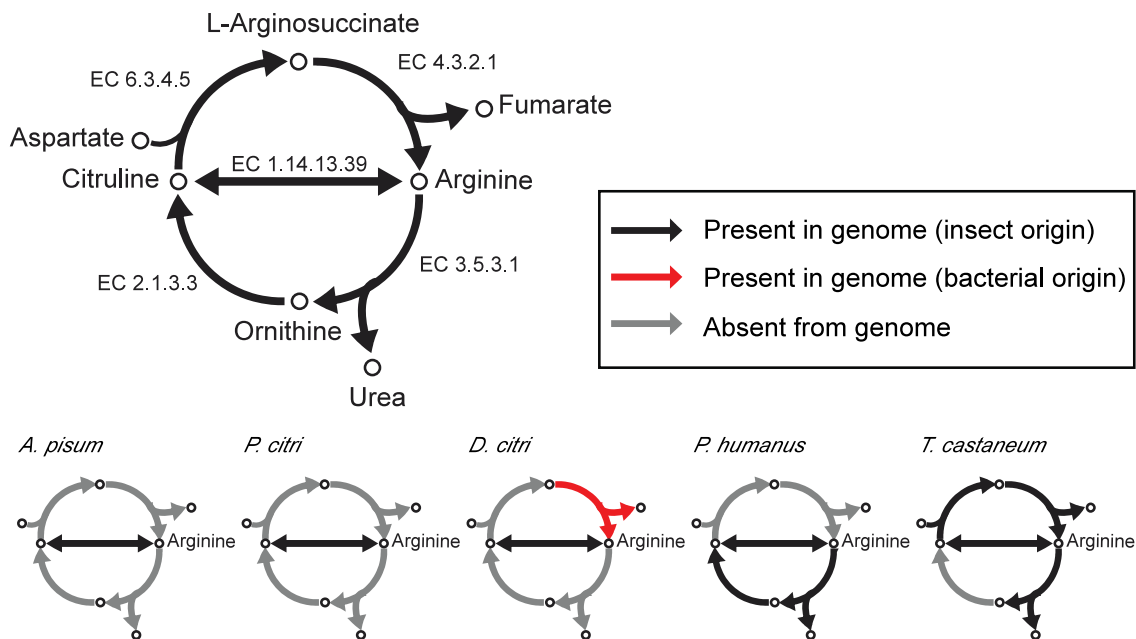 L-Arginosuccinate
EC 6.3.4.5
EC 4.3.2.1
Fumarate
Aspartate
EC 1.14.13.39
Citruline
Arginine
EC 2.1.3.3
EC 3.5.3.1
Ornithine
Urea
Present in genome (insect origin)
Present in genome (bacterial origin)
Absent from genome
A. pisum
P. citri
D. citri
P. humanus
T. castaneum
Arginine
Arginine
Arginine
Arginine
Arginine